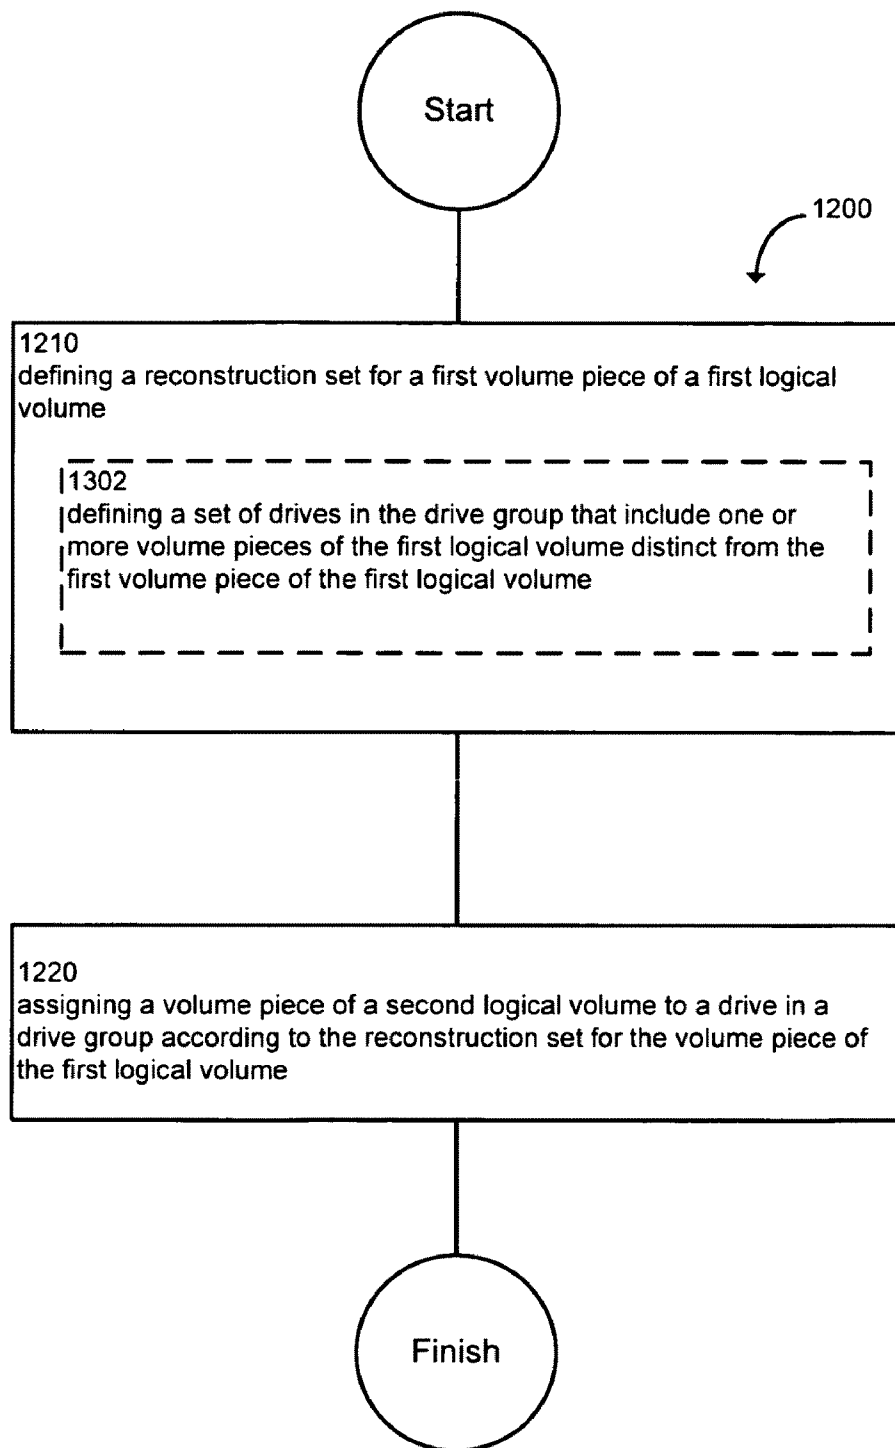 Start
1200
1210
defining a reconstruction set for a first volume piece of a first logical
volume
1302
defining a set of drives in the drive group that include one or
more volume pieces of the first logical volume distinct from the
first volume piece of the first logical volume
1220
assigning a volume piece of a second logical volume to a drive in a
drive group according to the reconstruction set for the volume piece of
the first logical volume
Finish